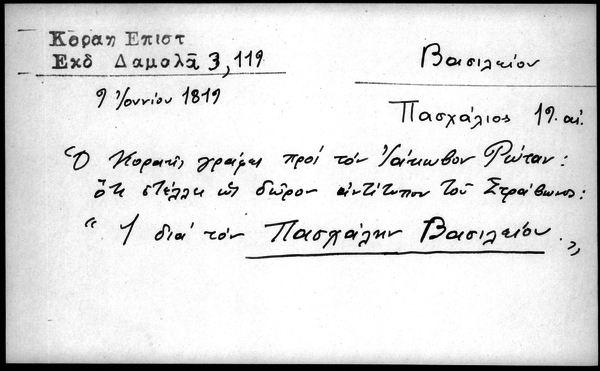 Κοραη Επιστ
Εκδ Δαμαλᾶ 3, 119
9 Ἰουνίου 1819
Βασιλείου
Πασχάλιος 19. αἰ.
Ὁ Κοραῆς γράφει πρὸς τὸν Ἰάκωβον Ρώταν:
ὅτι στέλλει ὡς δῶρον ἀντίτυπον τοῦ Στράβωνος:
" 1 διὰ τὸν Πασχάλην Βασιλείου . "